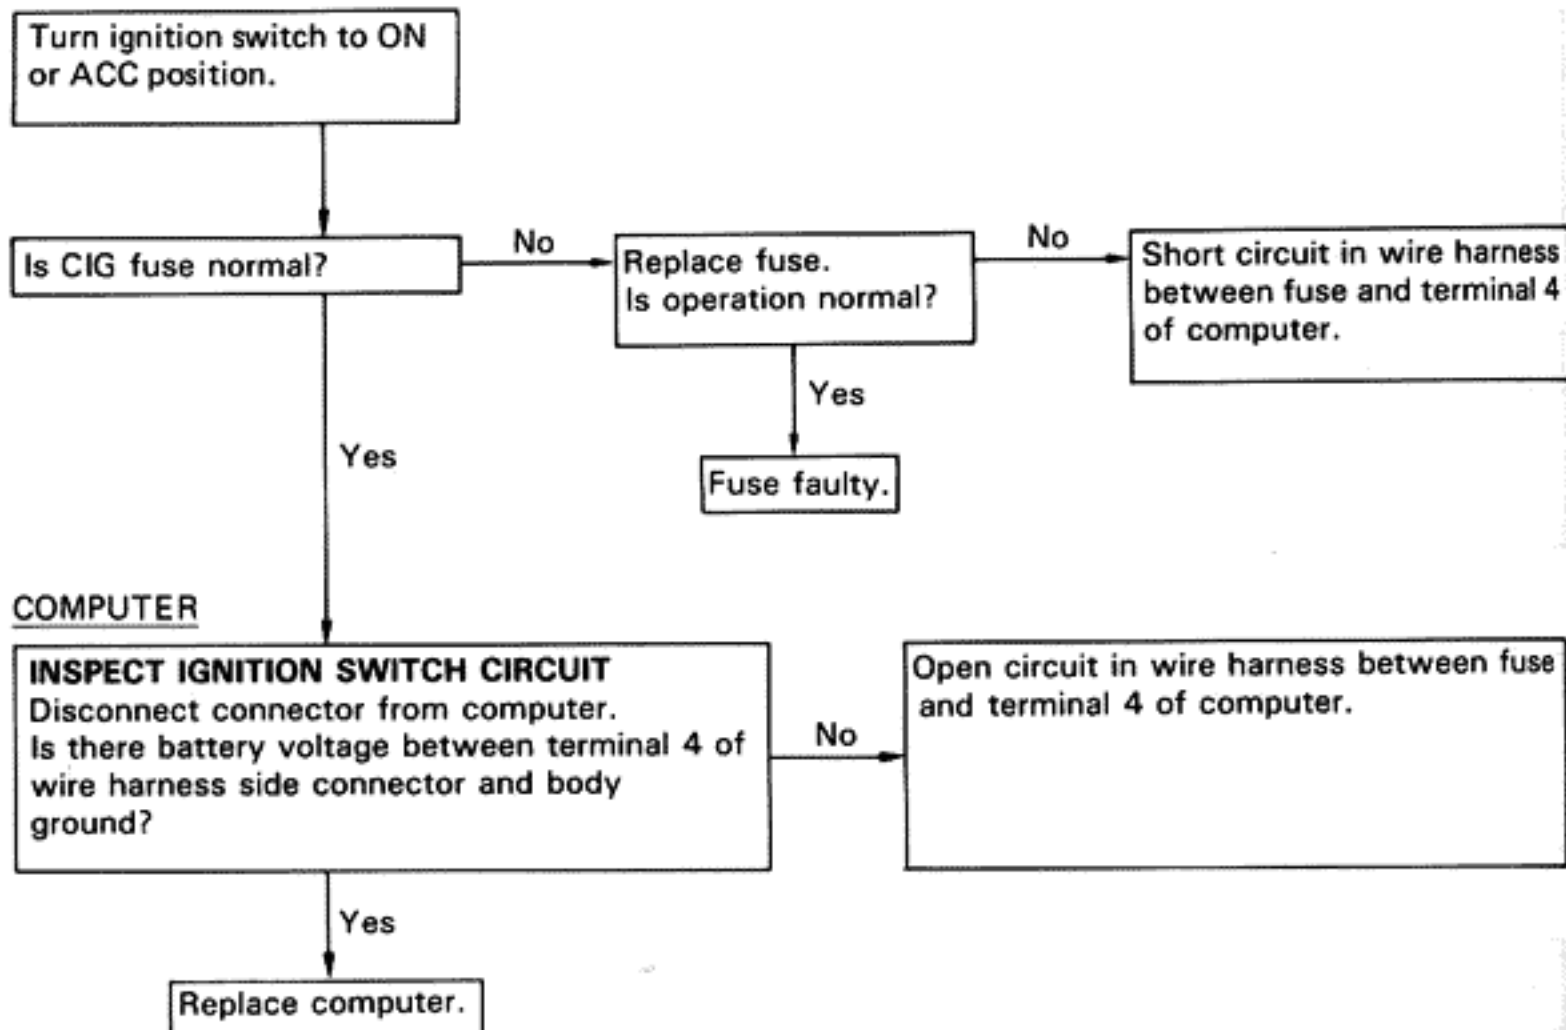 Turn ignition switch to ON
or ACC position.
Is CIG fuse normal?
No
Replace fuse.
Is operation normal?
No
Short circuit in wire harness
between fuse and terminal 4
of computer.
Yes
Fuse faulty.
Yes
COMPUTER
INSPECT IGNITION SWITCH CIRCUIT
Disconnect connector from computer.
Is there battery voltage between terminal 4 of
wire harness side connector and body
ground?
No
Open circuit in wire harness between fuse
and terminal 4 of computer.
Yes
Replace computer.